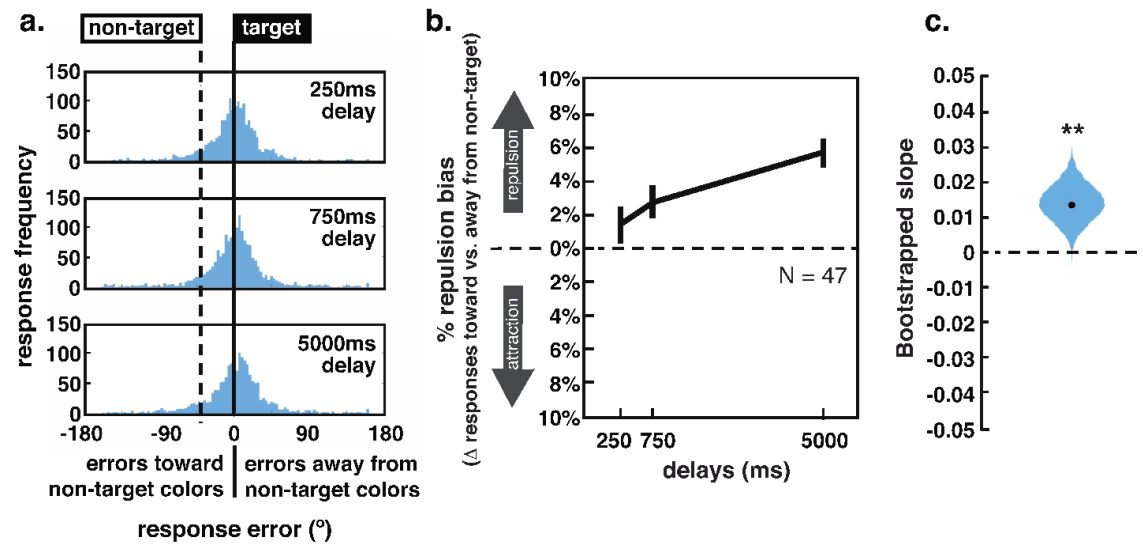 a.
non-target
target
150
100
50
0
250ms
delay
150
100
50
0
750ms
delay
150
100
50
0
5000ms
delay
response frequency
-180
-90
0
90
180
errors toward
non-target colors
errors away from
non-target colors
response error (º)
b.
% repulsion bias
(Δ responses toward vs. away from non-target)
repulsion
attraction
10%
8%
6%
4%
2%
0%
2%
4%
6%
8%
10%
N = 47
250
750
5000
delays (ms)
c.
Bootstrapped slope
0.05
0.04
0.03
0.02
0.01
0
-0.01
-0.02
-0.03
-0.04
-0.05
**